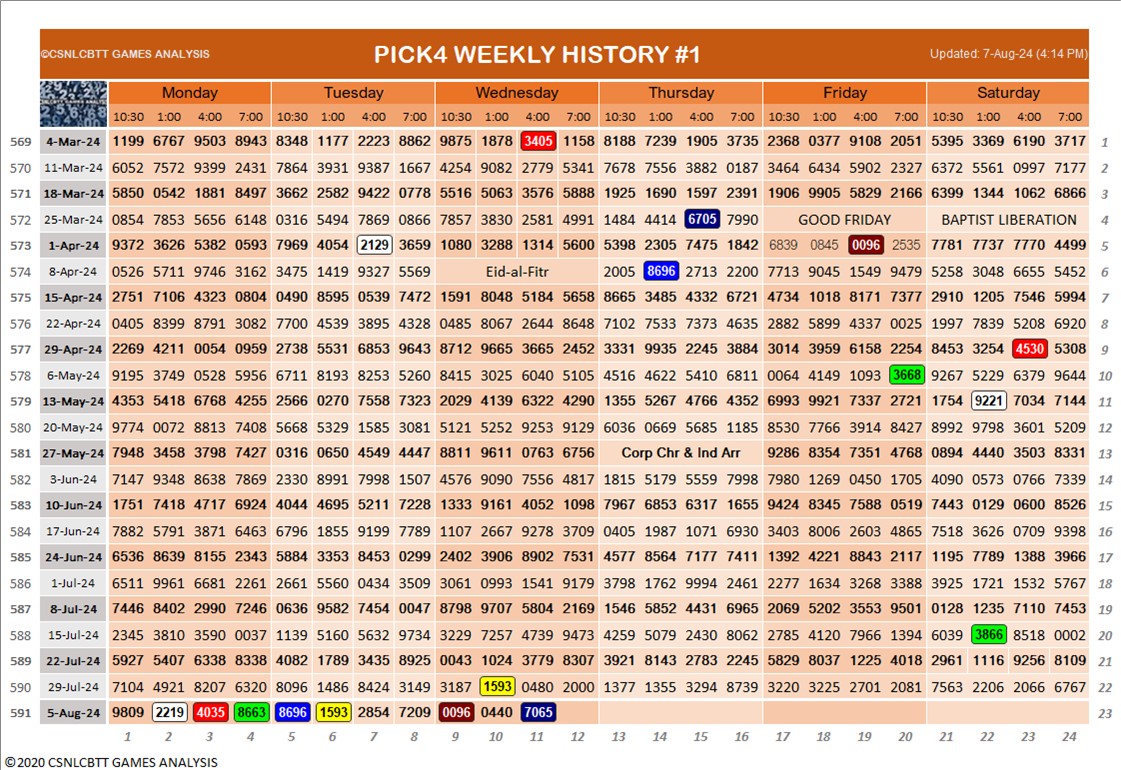 ©CSNLCBTT GAMES ANALYSIS PICK4 WEEKLY HISTORY #1 Updated: 7-Aug-24 (4:14 PM)
Monday Tuesday Wednesday Thursday Friday Saturday
10:30 1:00 4:00 7:00 10:30 1:00 4:00 7:00 10:30 1:00 4:00 7:00 10:30 1:00 4:00 7:00 10:30 1:00 4:00 7:00 10:30 1:00 4:00 7:00
569 4-Mar-24 1199 6767 9503 8943 8348 1177 2223 8862 9875 1878 3405 1158 8188 7239 1905 3735 2368 0377 9108 2051 5395 3369 6190 3717 1
570 11-Mar-24 6052 7572 9399 2431 7864 3931 9387 1667 4254 9082 2779 5341 7678 7556 3882 0187 3464 6434 5902 2327 6372 5561 0997 7177 2
571 18-Mar-24 5850 0542 1881 8497 3662 2582 9422 0778 5516 5063 3576 5888 1925 1690 1597 2391 1906 9905 5829 2166 6399 1344 1062 6866 3
572 25-Mar-24 0854 7853 5656 6148 0316 5494 7869 0866 7857 3830 2581 4991 1484 4414 6705 7990 GOOD FRIDAY BAPTIST LIBERATION 4
573 1-Apr-24 9372 3626 5382 0593 7969 4054 2129 3659 1080 3288 1314 5600 5398 2305 7475 1842 6839 0845 0096 2535 7781 7737 7770 4499 5
574 8-Apr-24 0526 5711 9746 3162 3475 1419 9327 5569 Eid-al-Fitr 2005 8696 2713 2200 7713 9045 1549 9479 5258 3048 6655 5452 6
575 15-Apr-24 2751 7106 4323 0804 0490 8595 0539 7472 1591 8048 5184 5658 8665 3485 4332 6721 4734 1018 8171 7377 2910 1205 7546 5994 7
576 22-Apr-24 0405 8399 8791 3082 7700 4539 3895 4328 0485 8067 2644 8648 7102 7533 7373 4635 2882 5899 4337 0025 1997 7839 5208 6920 8
577 29-Apr-24 2269 4211 0054 0959 2738 5531 6853 9643 8712 9665 3665 2452 3331 9935 2245 3884 3014 3959 6158 2254 8453 3254 4530 5308 9
578 6-May-24 9195 3749 0528 5956 6711 8138 8253 5260 8415 3025 6040 5105 4516 4622 5410 6811 0064 4149 1093 3668 9267 5229 6379 9644 10
579 13-May-24 4353 5418 6768 4255 2566 0270 7558 7323 2029 4139 6322 4290 1355 5267 4766 4352 6993 9921 7337 2721 1754 9221 7034 7144 11
580 20-May-24 9774 0072 8813 7408 5668 5329 1585 3081 5121 5252 9253 9129 6036 0669 5685 1185 8530 7766 3914 8427 8992 9798 3601 5209 12
581 27-May-24 7948 3458 3798 7427 0316 0650 4549 4447 8811 9611 0763 6756 Corp Chr & Ind Arr 9286 8354 7351 4768 0894 4440 3503 8331 13
582 3-Jun-24 7147 9348 8638 7869 2330 8991 7998 1507 4576 9090 7556 4817 1815 5179 5559 7998 7980 1269 0450 1705 4090 0573 0766 7339 14
583 10-Jun-24 1751 7418 4717 6924 4044 4695 5211 7228 1333 9161 4052 1098 7967 6853 6317 1655 9424 8345 7588 0519 7443 0129 0600 8526 15
584 17-Jun-24 7882 5791 3871 6463 6796 1855 9199 7789 1107 2667 9278 3709 0405 1987 1071 6930 3403 8006 2603 4865 7518 3626 0709 9398 16
585 24-Jun-24 6536 8639 8155 2343 5884 3353 8453 0299 2402 3906 8902 7531 4577 8564 7177 7411 1392 4221 8843 2117 1195 7789 1388 3966 17
586 1-Jul-24 6511 9961 6681 2261 2661 5560 0434 3509 3061 0993 1541 9179 3798 1762 9994 2461 2277 1634 3268 3388 3925 1721 1532 5767 18
587 8-Jul-24 7446 8402 2990 7246 0636 9582 7454 0047 8798 9707 5804 2169 1546 5852 4431 6965 2069 5202 3553 9501 0128 1235 7110 7453 19
588 15-Jul-24 2345 3810 3590 0037 1139 5160 5632 9734 3229 7257 4739 9473 4259 5079 2430 8062 2785 4120 7966 1394 6039 3866 8518 0002 20
589 22-Jul-24 5927 5407 6338 8338 4082 1789 3435 8925 0043 1024 3779 8307 3921 8143 2783 2245 5829 8037 1225 4018 2961 1116 9256 8109 21
590 29-Jul-24 7104 4921 8207 6320 8096 1486 8424 3149 3187 1593 0480 2000 1377 1355 3294 8739 3220 3225 2701 2081 7563 2206 2066 6767 22
591 5-Aug-24 9809 2219 4035 8663 8696 1593 2854 7209 0096 0440 7065 23
1 2 3 4 5 6 7 8 9 10 11 12 13 14 15 16 17 18 19 20 21 22 23 24
©2020 CSNLCBTT GAMES ANALYSIS